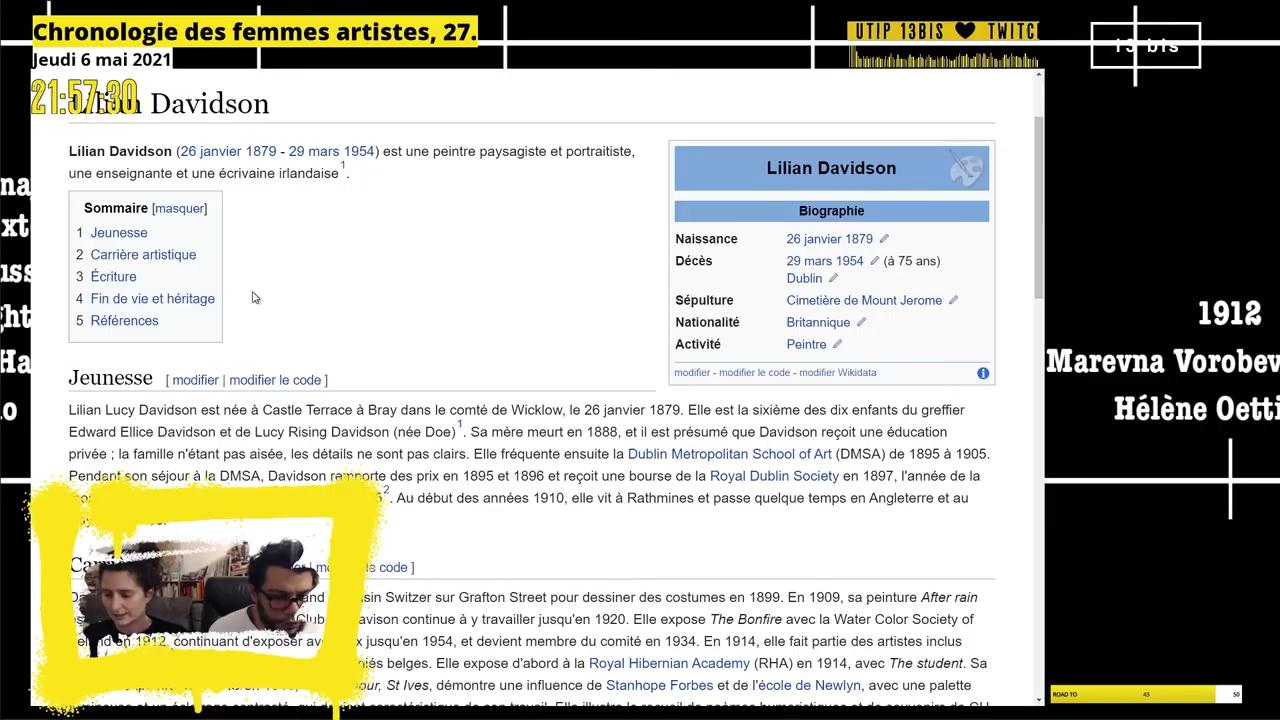 Chronologie des femmes artistes, 27.
UTIP 13BIS
13 bis
Jeudi 6 mai 2021
21:57:30
Lilian Davidson
Lilian Davidson (26 janvier 1879 - 29 mars 1954) est une peintre paysagiste et portraitiste,
une enseignante et une écrivaine irlandaise 1.
Sommaire [masquer]
1 Jeunesse
2 Carrière artistique
3 Écriture
4 Fin de vie et héritage
5 Références
Lilian Davidson
Biographie
Naissance 26 janvier 1879
Décès 29 mars 1954 (à 75 ans)
Dublin
Sépulture Cimetière de Mount Jerome
Nationalité Britannique
Activité Peintre
modifier - modifier le code - modifier Wikidata
Jeunesse [ modifier | modifier le code ]
Lilian Lucy Davidson est née à Castle Terrace à Bray dans le comté de Wicklow, le 26 janvier 1879. Elle est la sixième des dix enfants du greffier
Edward Ellice Davidson et de Lucy Rising Davidson (née Doe) 1. Sa mère meurt en 1888, et il est présumé que Davidson reçoit une éducation
privée ; la famille n'étant pas aisée, les détails ne sont pas clairs. Elle fréquente ensuite la Dublin Metropolitan School of Art (DMSA) de 1895 à 1905.
Pendant son séjour à la DMSA, Davidson remporte des prix en 1895 et 1896 et reçoit une bourse de la Royal Dublin Society en 1897, l'année de la
2. Au début des années 1910, elle vit à Rathmines et passe quelque temps en Angleterre et au
le code ]
Switzer sur Grafton Street pour dessiner des costumes en 1899. En 1909, sa peinture After rain
Club. Davison continue à y travailler jusqu'en 1920. Elle expose The Bonfire avec la Water Color Society of
en 1912, continuant d'exposer jusqu'en 1954, et devient membre du comité en 1934. En 1914, elle fait partie des artistes inclus
belges. Elle expose d'abord à la Royal Hibernian Academy (RHA) en 1914, avec The student. Sa
St Ives, démontre une influence de Stanhope Forbes et de l'école de Newlyn, avec une palette
1912
Marevna Vorobev
Hélène Oetti
ROAD TO 43 50